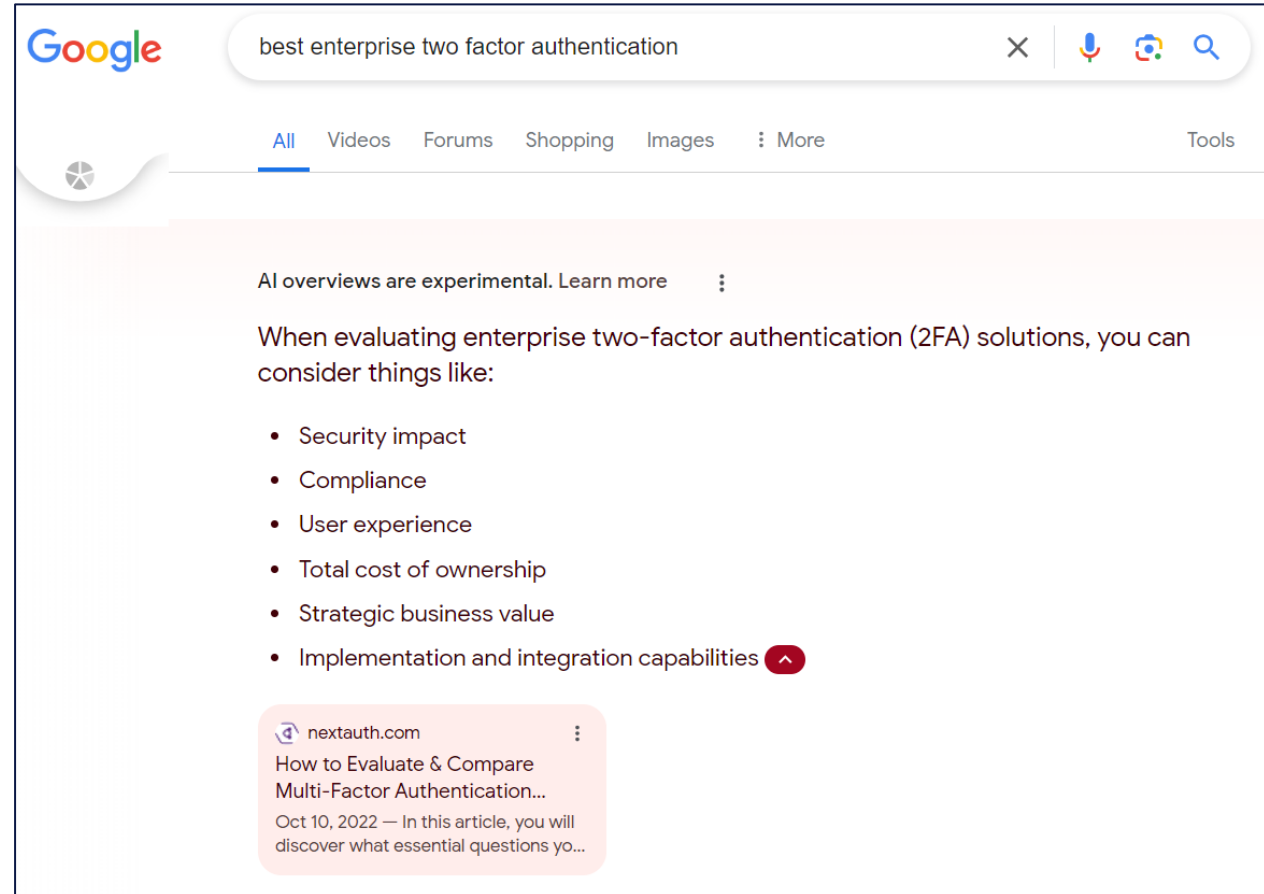 Google
best enterprise two factor authentication
All Videos Forums Shopping Images More Tools
AI overviews are experimental. Learn more
When evaluating enterprise two-factor authentication (2FA) solutions, you can
consider things like:
• Security impact
• Compliance
• User experience
• Total cost of ownership
• Strategic business value
• Implementation and integration capabilities
nextauth.com
How to Evaluate & Compare
Multi-Factor Authentication...
Oct 10, 2022 — In this article, you will
discover what essential questions yo...